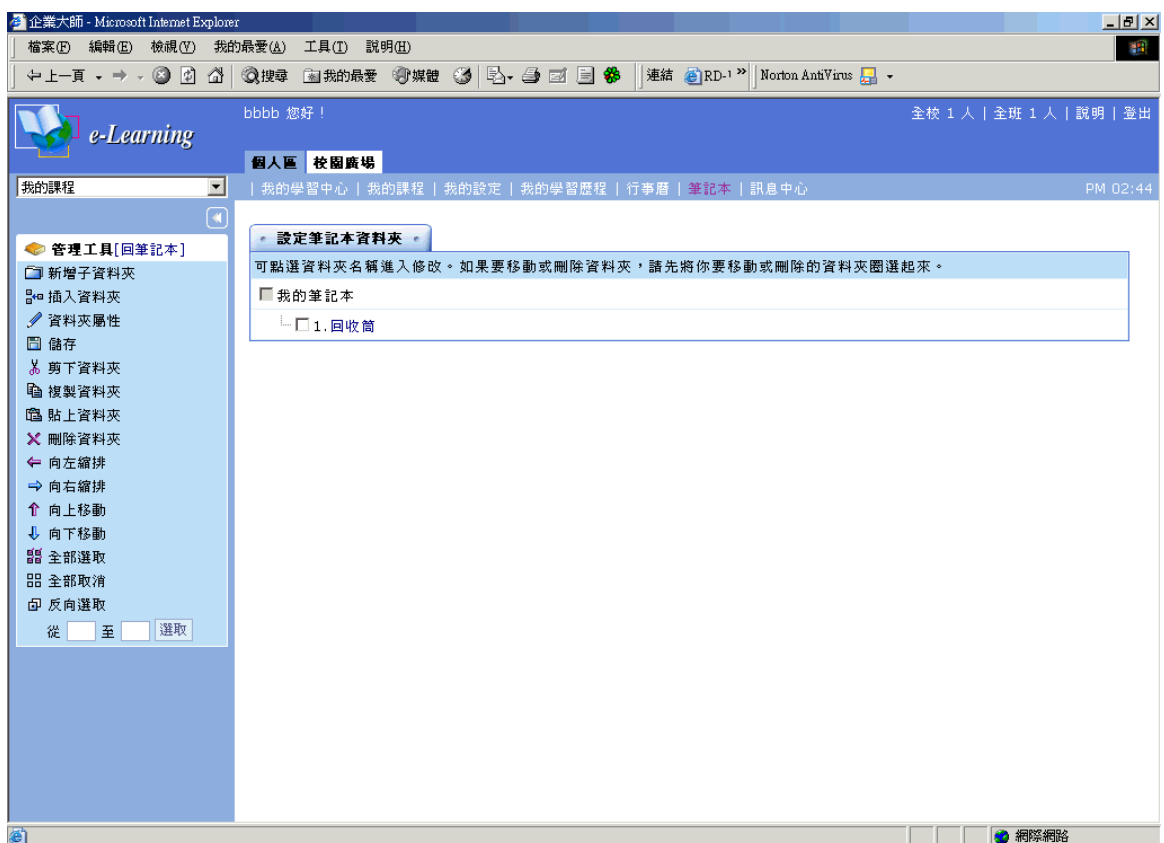 企業大師 - Microsoft Internet Explorer
檔案(F) 編輯(E) 檢視(V) 我的最愛(A) 工具(T) 說明(H)
上一頁 搜尋 我的最愛 媒體 連結 RD-1 » Norton AntiVirus
e-Learning
bbbb 您好！
全校 1 人 | 全班 1 人 | 說明 | 登出
個人區 校園廣場
我的課程
| 我的學習中心 | 我的課程 | 我的設定 | 我的學習歷程 | 行事曆 | 筆記本 | 訊息中心
PM 02:44
管理工具[回筆記本]
新增子資料夾
插入資料夾
資料夾屬性
儲存
剪下資料夾
複製資料夾
貼上資料夾
刪除資料夾
向左縮排
向右縮排
向上移動
向下移動
全部選取
全部取消
反向選取
從 至 選取
設定筆記本資料夾
可點選資料夾名稱進入修改。如果要移動或刪除資料夾，請先將你要移動或刪除的資料夾圈選起來。
我的筆記本
1.回收筒
網際網路